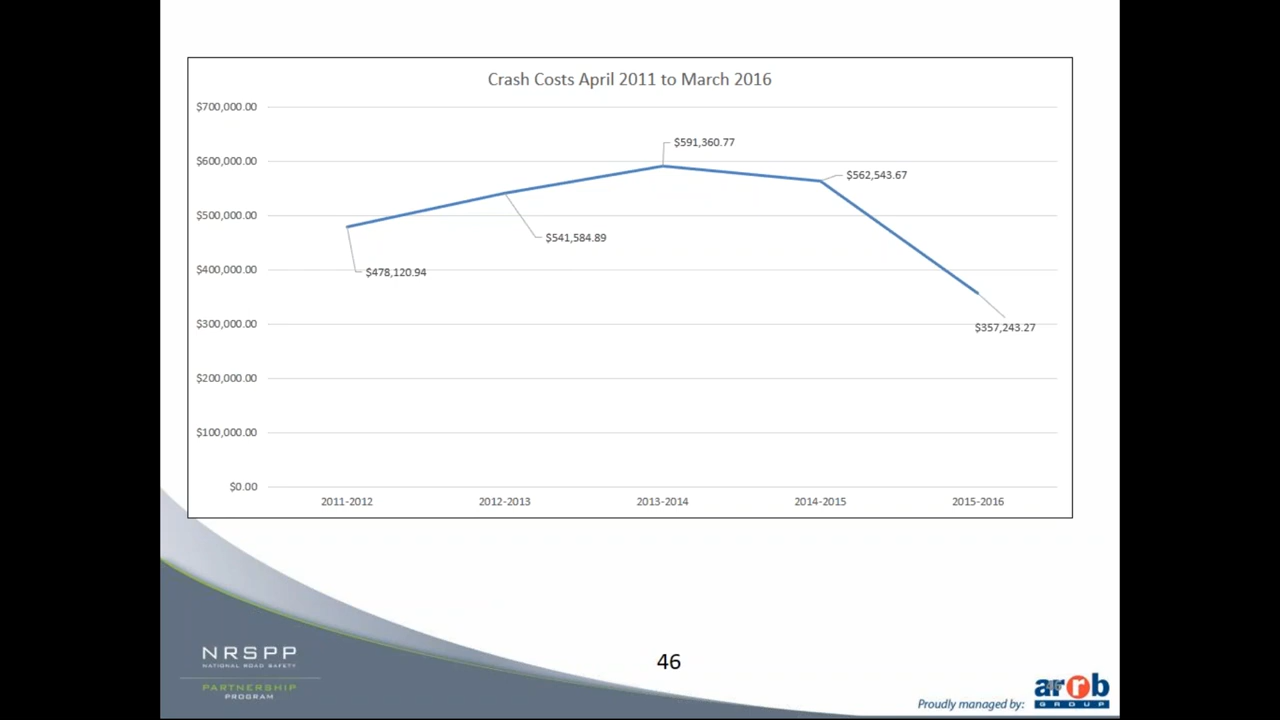 Crash Costs April 2011 to March 2016
$700,000.00
$600,000.00
$500,000.00
$400,000.00
$300,000.00
$200,000.00
$100,000.00
$0.00
$591,360.77
$562,543.67
$541,584.89
$478,120.94
$357,243.27
2011-2012 2012-2013 2013-2014 2014-2015 2015-2016
NRSPP
NATIONAL ROAD SAFETY
PARTNERSHIP
PROGRAM
46
Proudly managed by:
arrb
GROUP